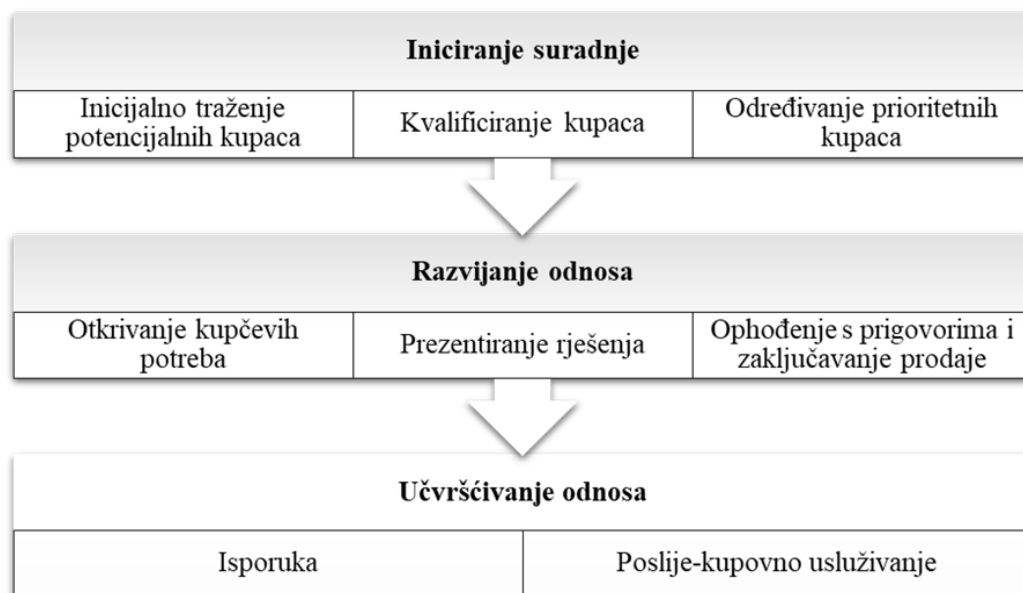 Iniciranje suradnje
Inicijalno traženje
potencijalnih kupaca
Kvalificiranje kupaca
Određivanje prioritetnih
kupaca
Razvijanje odnosa
Otkrivanje kupčevih
potreba
Prezentiranje rješenja
Ophođenje s prigovorima i
zaključavanje prodaje
Učvršćivanje odnosa
Isporuka
Poslije-kupovno usluživanje